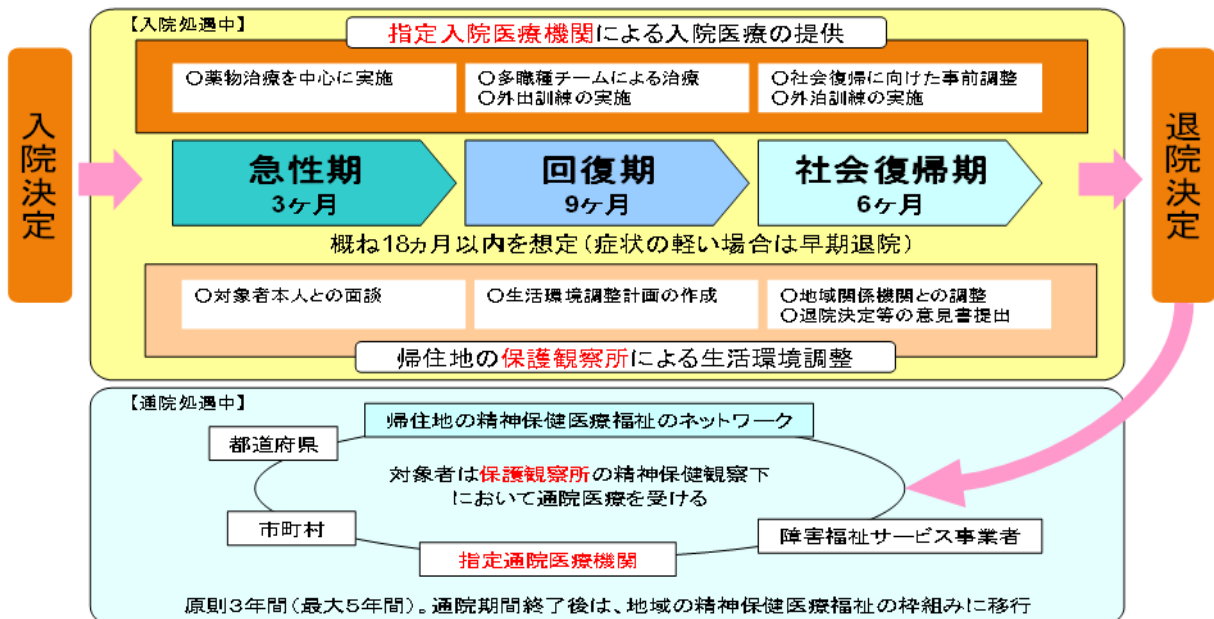 【入院処遇中】
指定入院医療機関による入院医療の提供
入院決定
○薬物治療を中心に実施
○多職種チームによる治療
○外出訓練の実施
○社会復帰に向けた事前調整
○外泊訓練の実施
急性期
3ヶ月
回復期
9ヶ月
社会復帰期
6ヶ月
退院決定
概ね18ヵ月以内を想定(症状の軽い場合は早期退院)
○対象者本人との面談
○生活環境調整計画の作成
○地域関係機関との調整
○退院決定等の意見書提出
帰住地の保護観察所による生活環境調整
【通院処遇中】
帰住地の精神保健医療福祉のネットワーク
都道府県
対象者は保護観察所の精神保健観察下
において通院医療を受ける
市町村
障害福祉サービス事業者
指定通院医療機関
原則3年間(最大5年間)。通院期間終了後は、地域の精神保健医療福祉の枠組みに移行